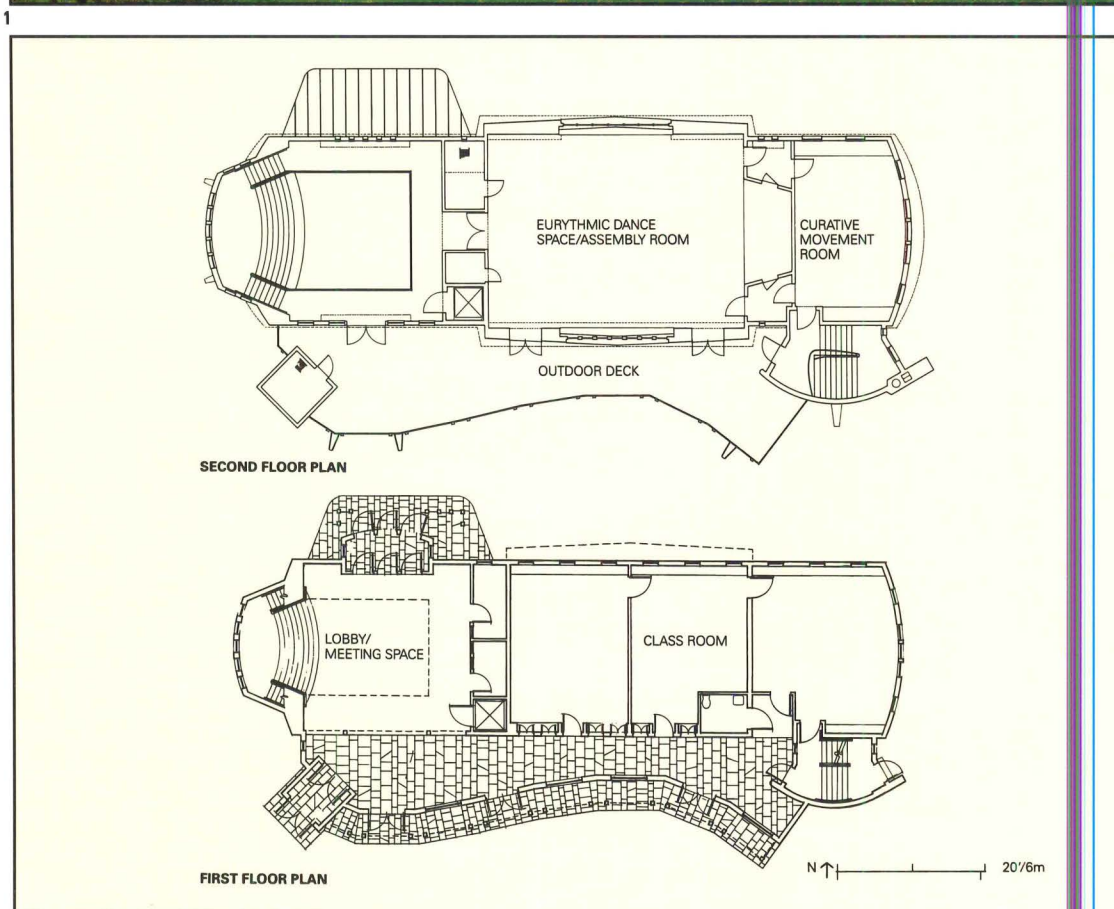 1
EURYTHMIC DANCE
SPACE/ASSEMBLY ROOM
CURATIVE
MOVEMENT
ROOM
OUTDOOR DECK
SECOND FLOOR PLAN
LOBBY/
MEETING SPACE
CLASS ROOM
FIRST FLOOR PLAN
N 20'/6m